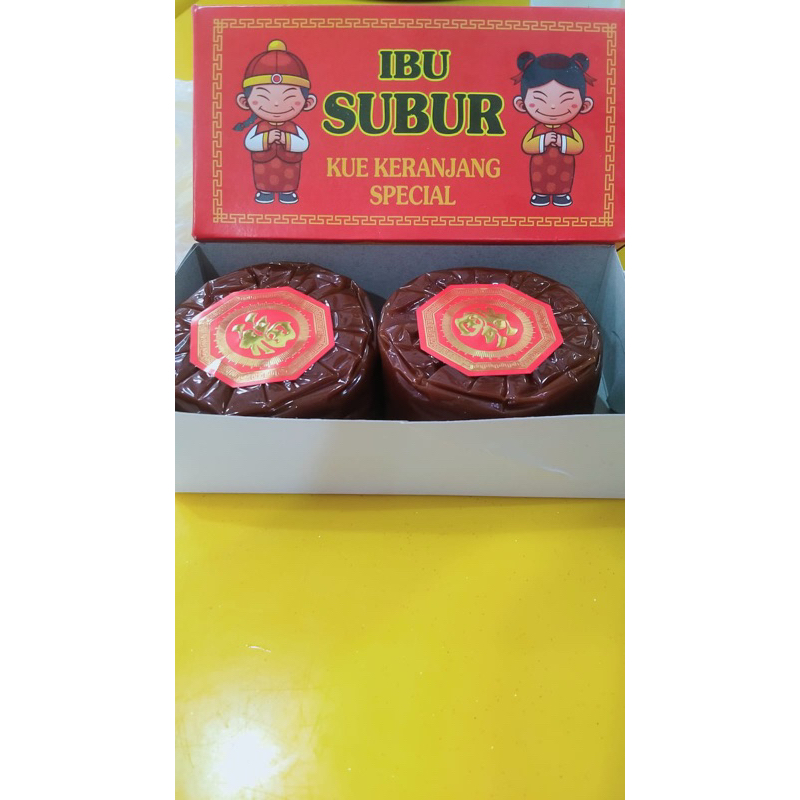 IBU
SUBUR
KUE KERANJANG
SPECIAL